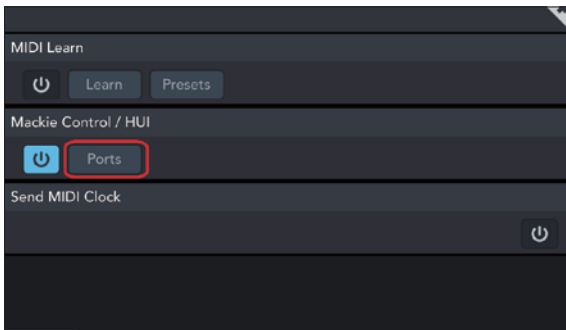 MIDI Learn
Learn Presets
Mackie Control / HUI
Ports
Send MIDI Clock